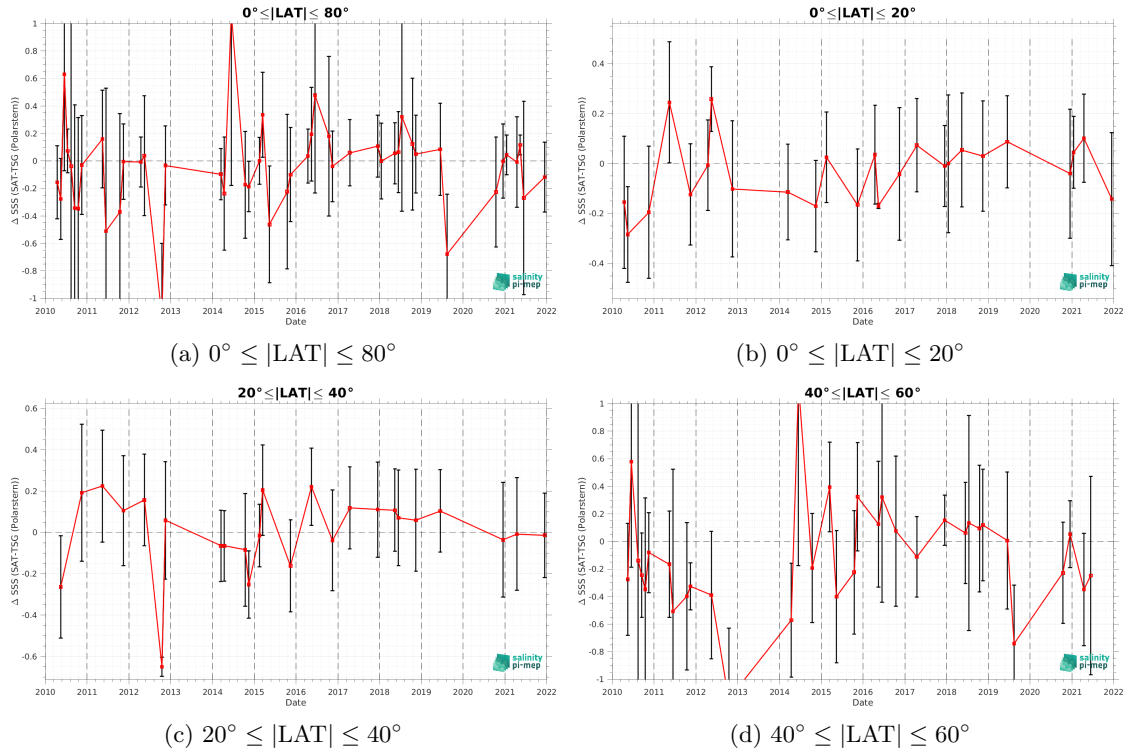 0°≤|LAT|≤ 80°
Δ SSS (SAT-TSG (Polarstern))
1
0.8
0.6
0.4
0.2
0
-0.2
-0.4
-0.6
-0.8
-1
2010 2011 2012 2013 2014 2015 2016 2017 2018 2019 2020 2021 2022
Date
salinity
pi-mep
(a) 0° ≤ |LAT| ≤ 80°
0°≤|LAT|≤ 20°
Δ SSS (SAT-TSG (Polarstern))
0.4
0.2
0
-0.2
-0.4
2010 2011 2012 2013 2014 2015 2016 2017 2018 2019 2020 2021 2022
Date
salinity
pi-mep
(b) 0° ≤ |LAT| ≤ 20°
20°≤|LAT|≤ 40°
Δ SSS (SAT-TSG (Polarstern))
0.6
0.4
0.2
0
-0.2
-0.4
-0.6
2010 2011 2012 2013 2014 2015 2016 2017 2018 2019 2020 2021 2022
Date
salinity
pi-mep
(c) 20° ≤ |LAT| ≤ 40°
40°≤|LAT|≤ 60°
Δ SSS (SAT-TSG (Polarstern))
1
0.8
0.6
0.4
0.2
0
-0.2
-0.4
-0.6
-0.8
-1
2010 2011 2012 2013 2014 2015 2016 2017 2018 2019 2020 2021 2022
Date
salinity
pi-mep
(d) 40° ≤ |LAT| ≤ 60°